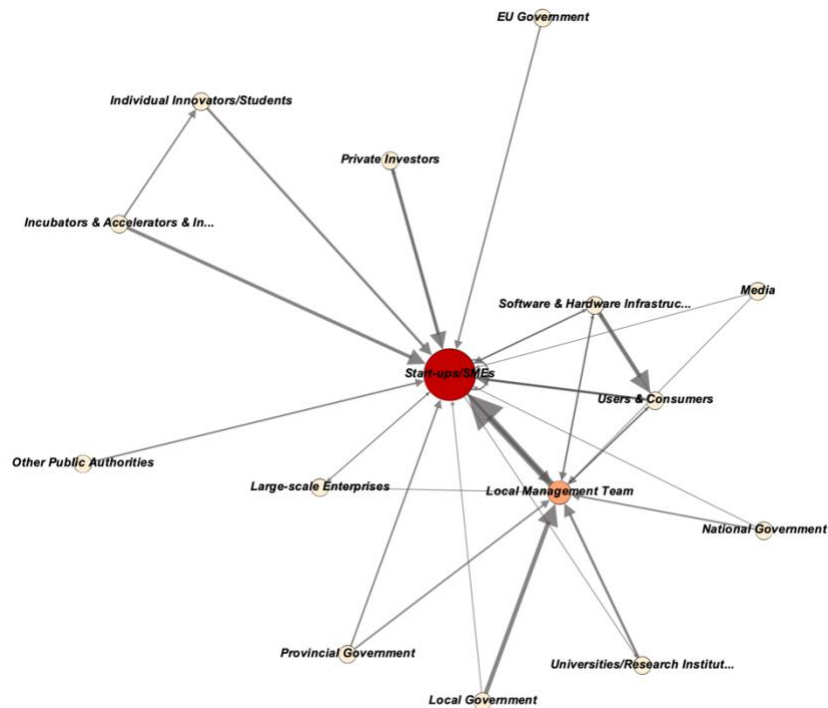 EU Government
Individual Innovators/Students
Private Investors
Incubators & Accelerators & In...
Media
Software & Hardware Infrastruc...
Start-ups/SMEs
Users & Consumers
Other Public Authorities
Large-scale Enterprises
Local Management Team
National Government
Provincial Government
Universities/Research Institut...
Local Government